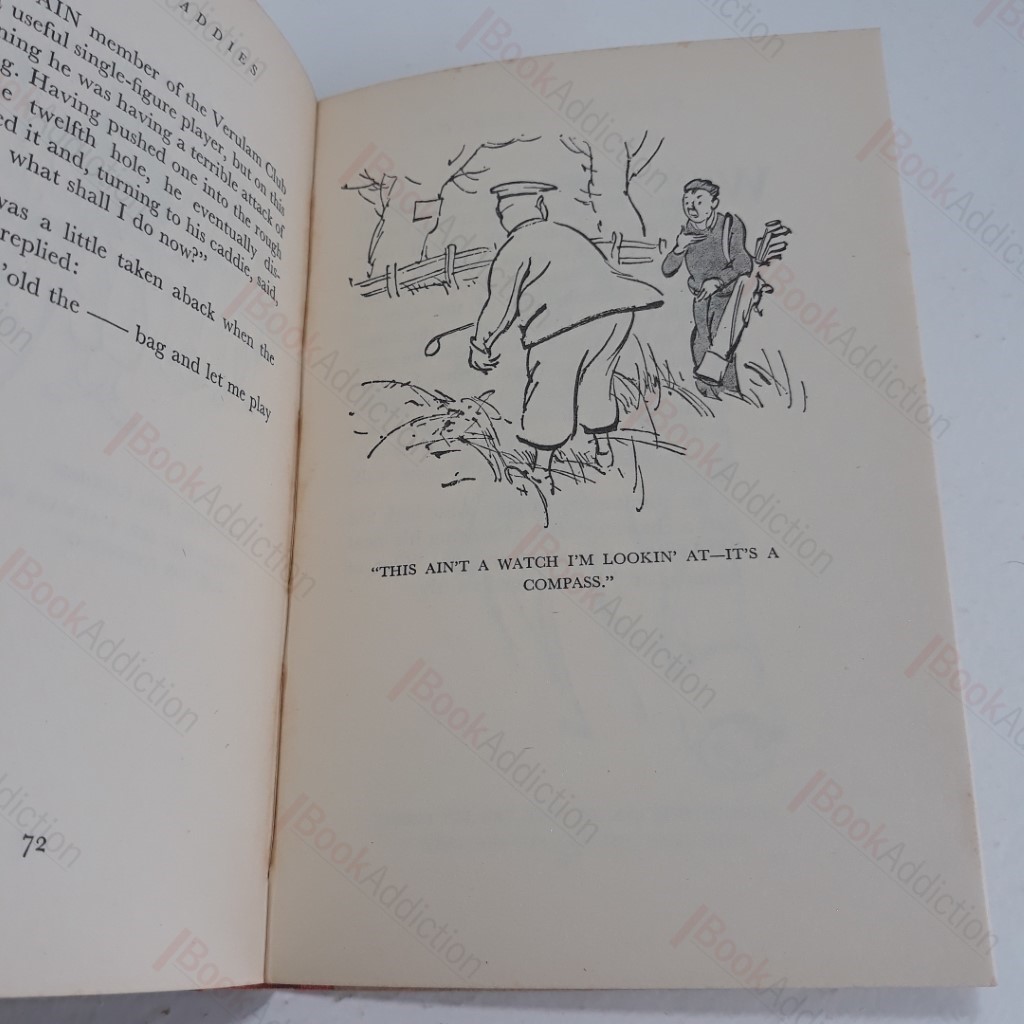 ADDIES
AIN member of the Verulam Club
useful single-figure player, but on this
ning he was having a terrible attack of
g. Having pushed one into the rough
e twelfth hole, he eventually dis-
ed it and, turning to his caddie, said,
what shall I do now?"
was a little taken aback when the
replied:
'old the — bag and let me play
72
"THIS AIN'T A WATCH I'M LOOKIN' AT—IT'S A
COMPASS."
BookAddiction